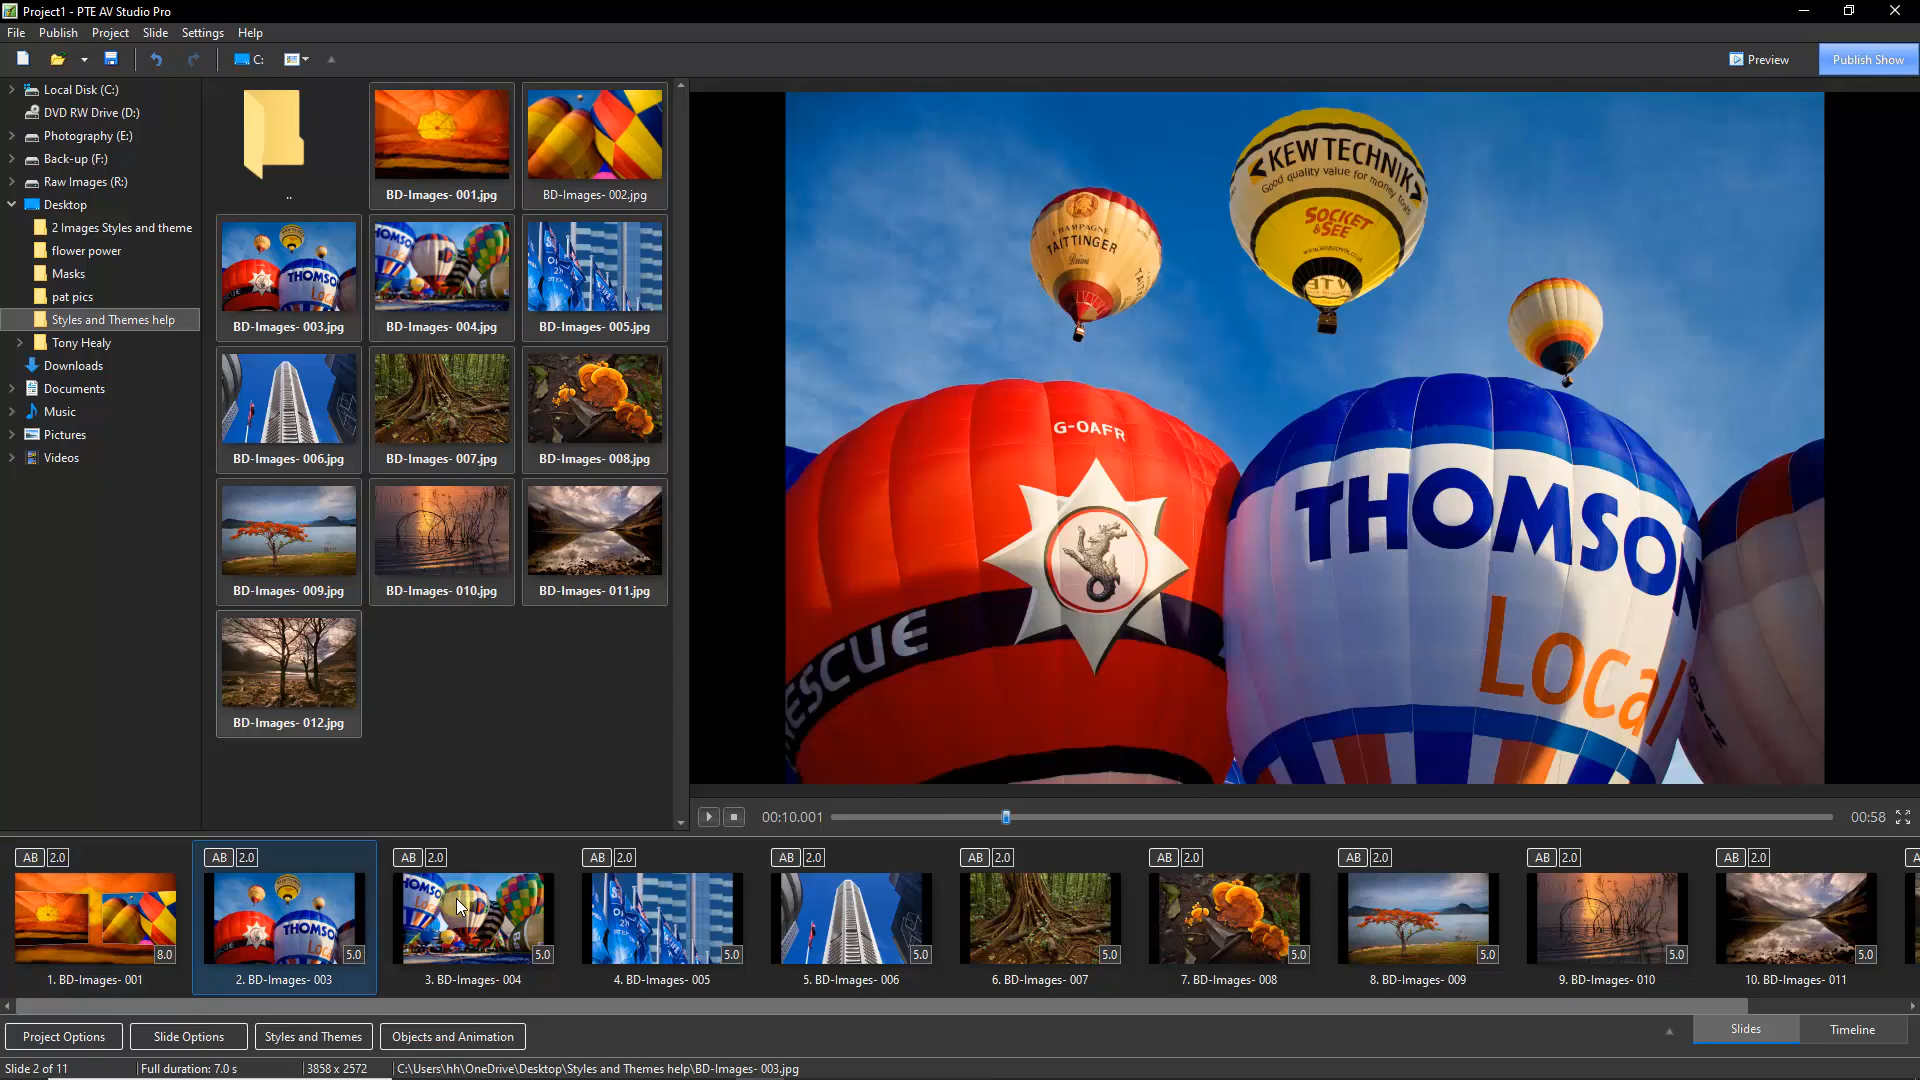 Project1 - PTE AV Studio Pro
File Publish Project Slide Settings Help
C:
Preview
Publish Show
Local Disk (C:)
DVD RW Drive (D:)
Photography (E:)
Back-up (F:)
Raw Images (R:)
Desktop
2 Images Styles and theme
flower power
Masks
pat pics
Styles and Themes help
Tony Healy
Downloads
Documents
Music
Pictures
Videos
..
BD-Images- 001.jpg
BD-Images- 002.jpg
BD-Images- 003.jpg
BD-Images- 004.jpg
BD-Images- 005.jpg
BD-Images- 006.jpg
BD-Images- 007.jpg
BD-Images- 008.jpg
BD-Images- 009.jpg
BD-Images- 010.jpg
BD-Images- 011.jpg
BD-Images- 012.jpg
KEW TECHNIK
Good quality value for money
SOCKET
& SEE
CHAMPAGNE
TAITTINGER
Reims
G-OAFR
THOMSON
Local
ESCUE
00:10.001
00:58
AB 2.0
8.0
1. BD-Images- 001
AB 2.0
5.0
2. BD-Images- 003
AB 2.0
5.0
3. BD-Images- 004
AB 2.0
5.0
4. BD-Images- 005
AB 2.0
5.0
5. BD-Images- 006
AB 2.0
5.0
6. BD-Images- 007
AB 2.0
5.0
7. BD-Images- 008
AB 2.0
5.0
8. BD-Images- 009
AB 2.0
5.0
9. BD-Images- 010
AB 2.0
5.0
10. BD-Images- 011
Project Options
Slide Options
Styles and Themes
Objects and Animation
Slides
Timeline
Slide 2 of 11
Full duration: 7.0 s
3858 x 2572
C:\Users\hh\OneDrive\Desktop\Styles and Themes help\BD-Images- 003.jpg